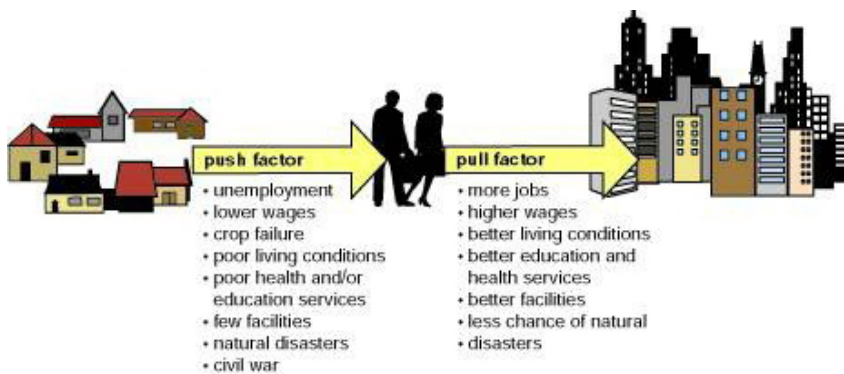 push factor
• unemployment
• lower wages
• crop failure
• poor living conditions
• poor health and/or
education services
• few facilities
• natural disasters
• civil war
pull factor
• more jobs
• higher wages
• better living conditions
• better education and
health services
• better facilities
• less chance of natural
• disasters